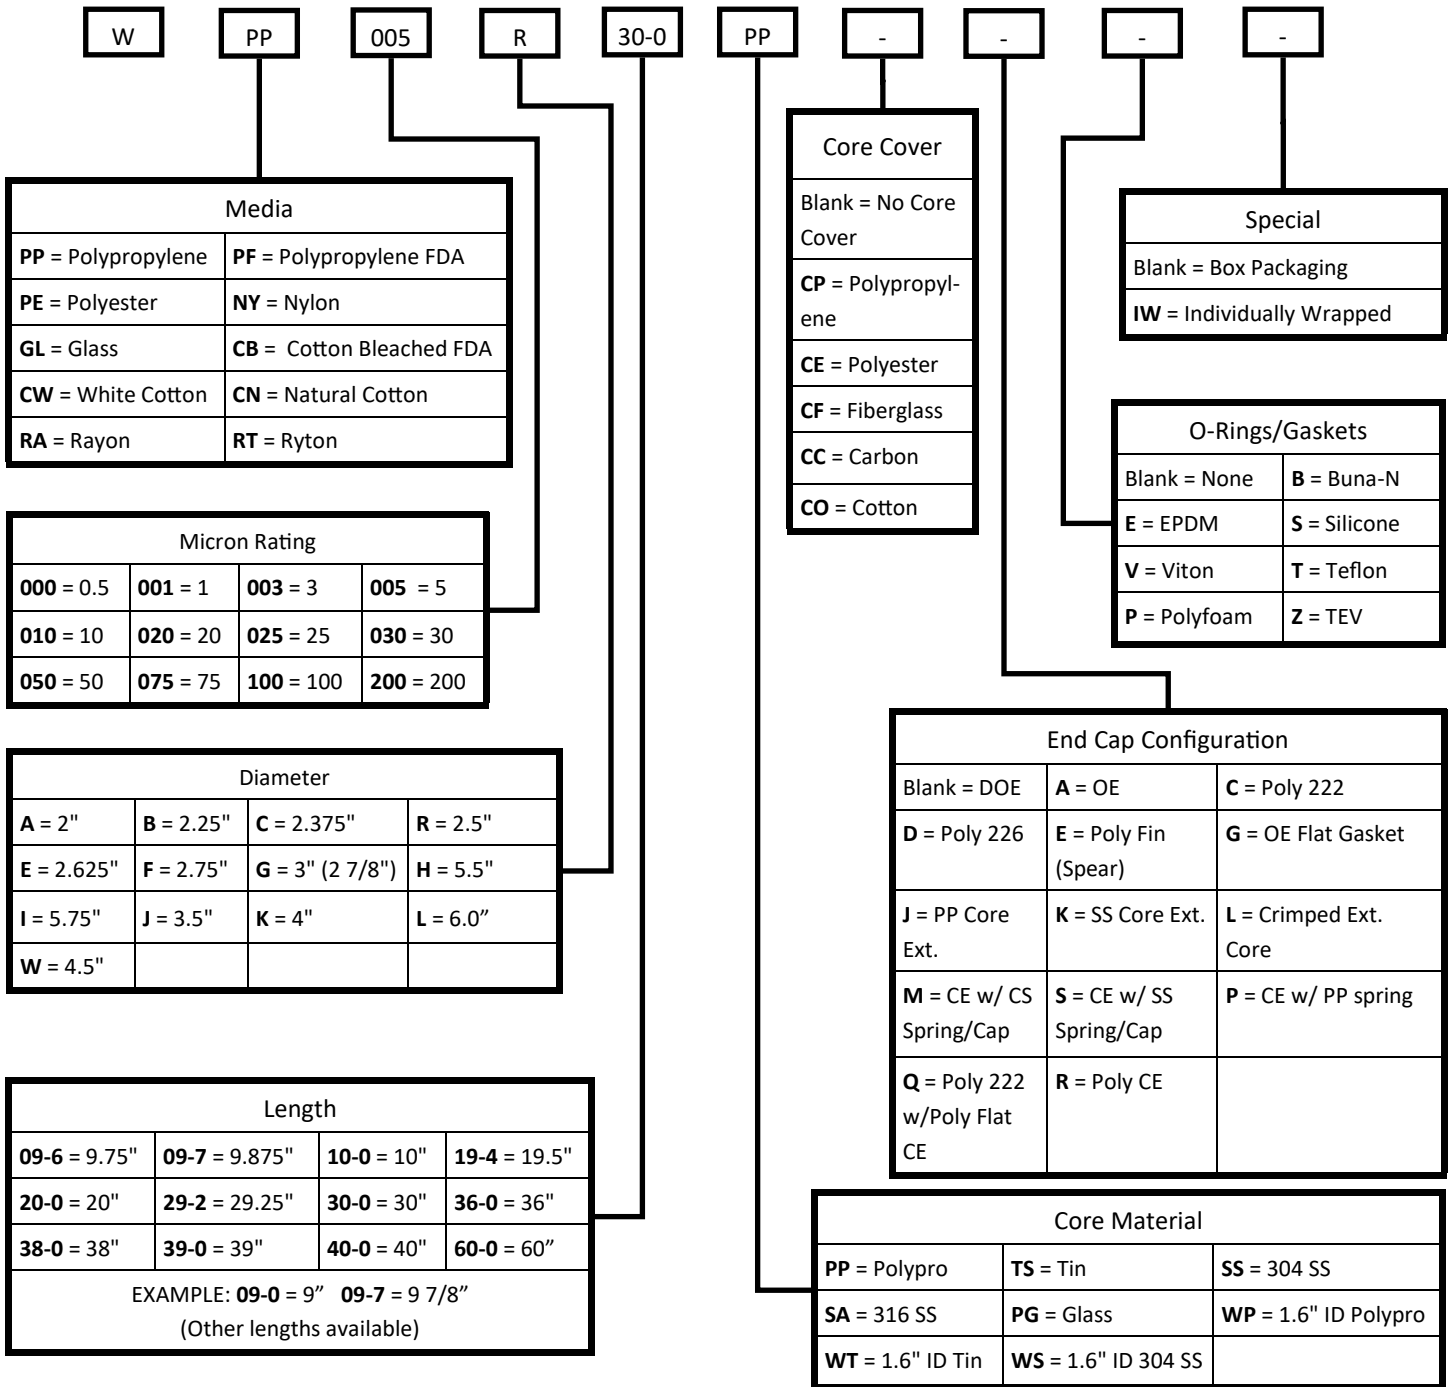 W PP 005 R 30-0 PP - - - -
Media
PP = Polypropylene PF = Polypropylene FDA
PE = Polyester NY = Nylon
GL = Glass CB = Cotton Bleached FDA
CW = White Cotton CN = Natural Cotton
RA = Rayon RT = Ryton
Micron Rating
000 = 0.5 001 = 1 003 = 3 005 = 5
010 = 10 020 = 20 025 = 25 030 = 30
050 = 50 075 = 75 100 = 100 200 = 200
Diameter
A = 2" B = 2.25" C = 2.375" R = 2.5"
E = 2.625" F = 2.75" G = 3" (2 7/8") H = 5.5"
I = 5.75" J = 3.5" K = 4" L = 6.0”
W = 4.5"
Length
09-6 = 9.75" 09-7 = 9.875" 10-0 = 10" 19-4 = 19.5"
20-0 = 20" 29-2 = 29.25" 30-0 = 30" 36-0 = 36"
38-0 = 38" 39-0 = 39" 40-0 = 40" 60-0 = 60”
EXAMPLE: 09-0 = 9” 09-7 = 9 7/8”
(Other lengths available)
Core Cover
Blank = No Core
Cover
CP = Polypropyl-
ene
CE = Polyester
CF = Fiberglass
CC = Carbon
CO = Cotton
Special
Blank = Box Packaging
IW = Individually Wrapped
O-Rings/Gaskets
Blank = None B = Buna-N
E = EPDM S = Silicone
V = Viton T = Teflon
P = Polyfoam Z = TEV
End Cap Configuration
Blank = DOE A = OE C = Poly 222
D = Poly 226 E = Poly Fin G = OE Flat Gasket
(Spear)
J = PP Core K = SS Core Ext. L = Crimped Ext.
Ext. Core
M = CE w/ CS S = CE w/ SS P = CE w/ PP spring
Spring/Cap Spring/Cap
Q = Poly 222 R = Poly CE
w/Poly Flat
CE
Core Material
PP = Polypro TS = Tin SS = 304 SS
SA = 316 SS PG = Glass WP = 1.6" ID Polypro
WT = 1.6" ID Tin WS = 1.6" ID 304 SS